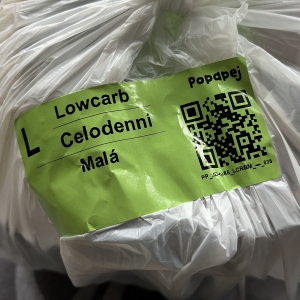 Popapej
L
Lowcarb
Celodenní
Malá